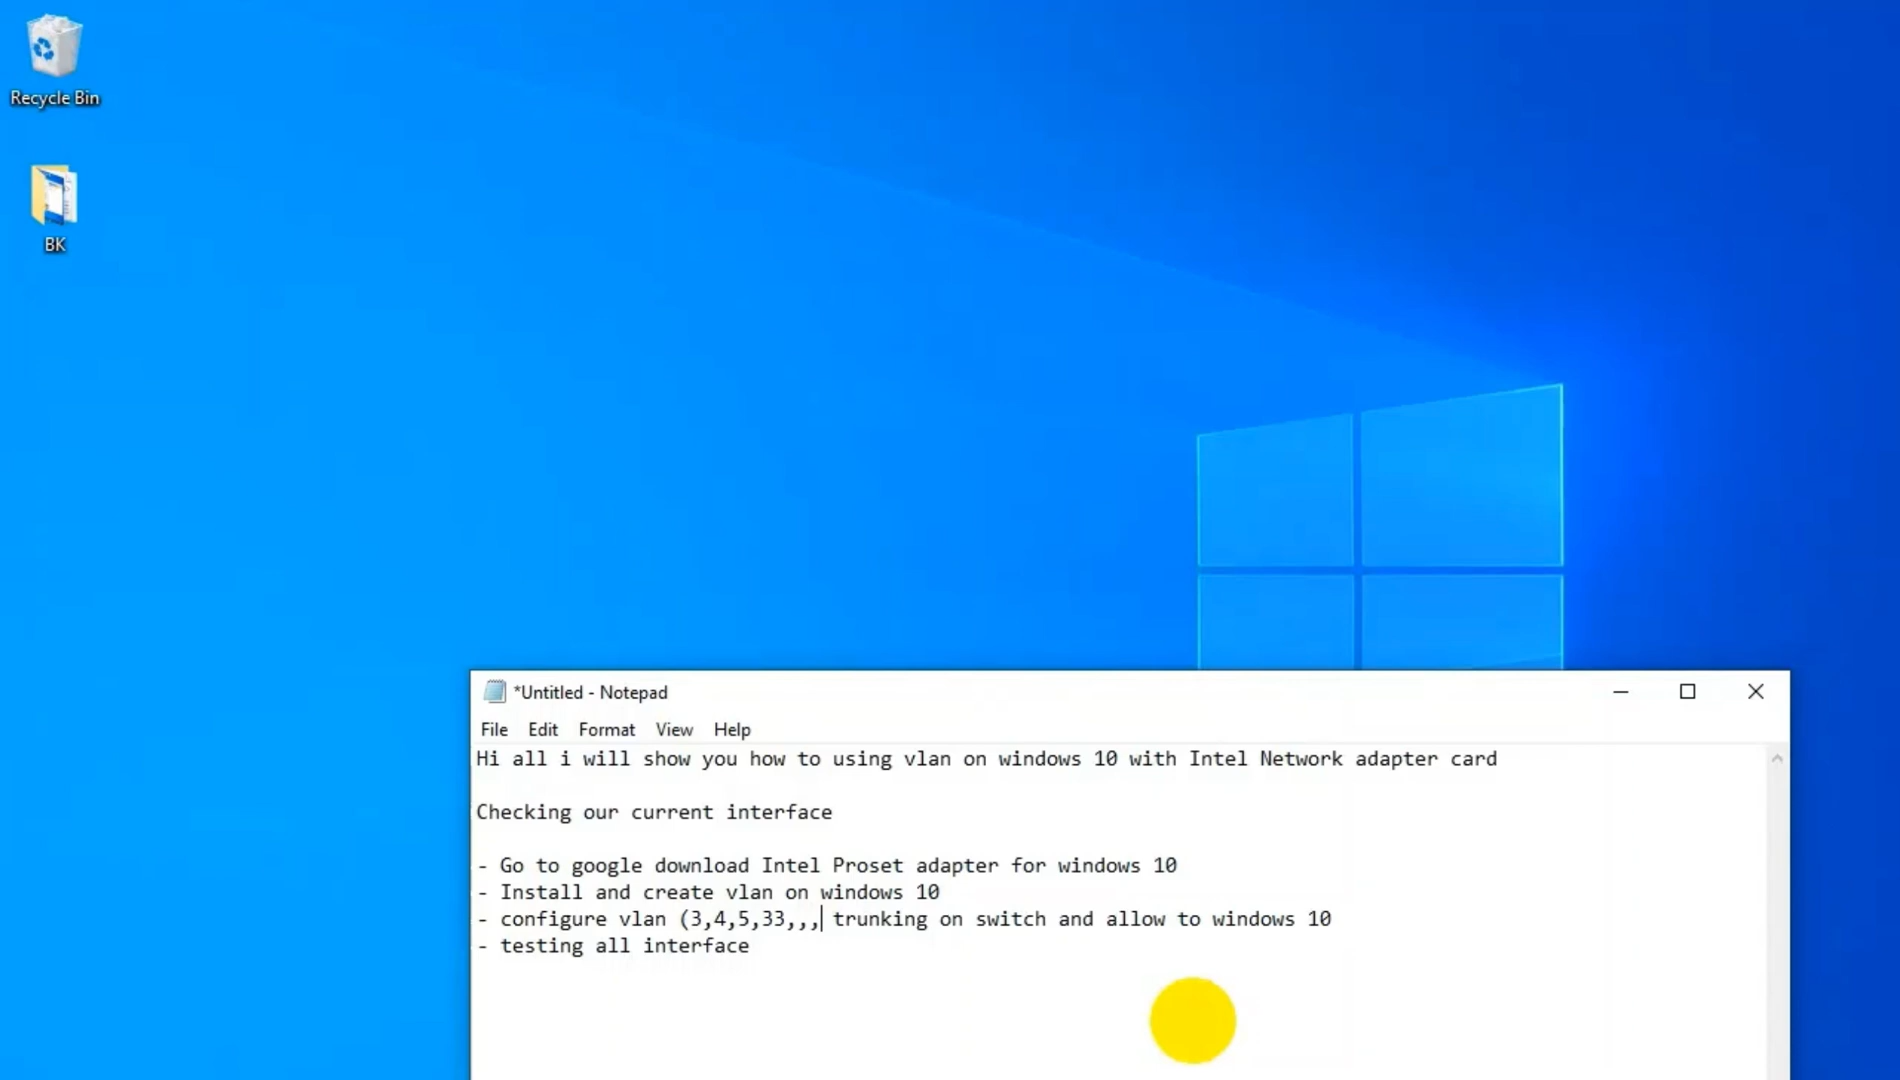 Recycle Bin
BK
*Untitled - Notepad
File Edit Format View Help
Hi all i will show you how to using vlan on windows 10 with Intel Network adapter card
Checking our current interface
- Go to google download Intel Proset adapter for windows 10
- Install and create vlan on windows 10
- configure vlan (3,4,5,33,,, trunking on switch and allow to windows 10
- testing all interface